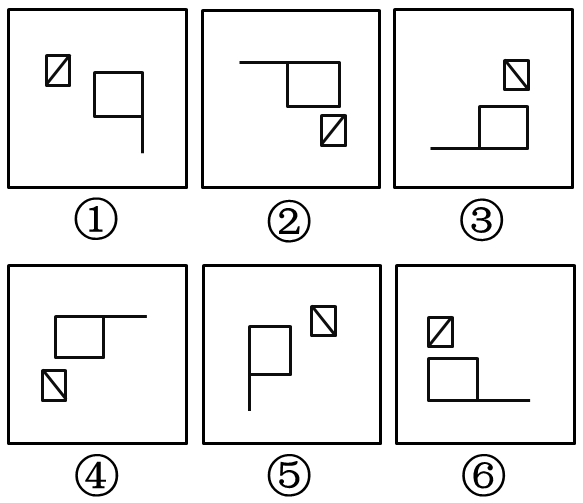 ① ② ③
④ ⑤ ⑥